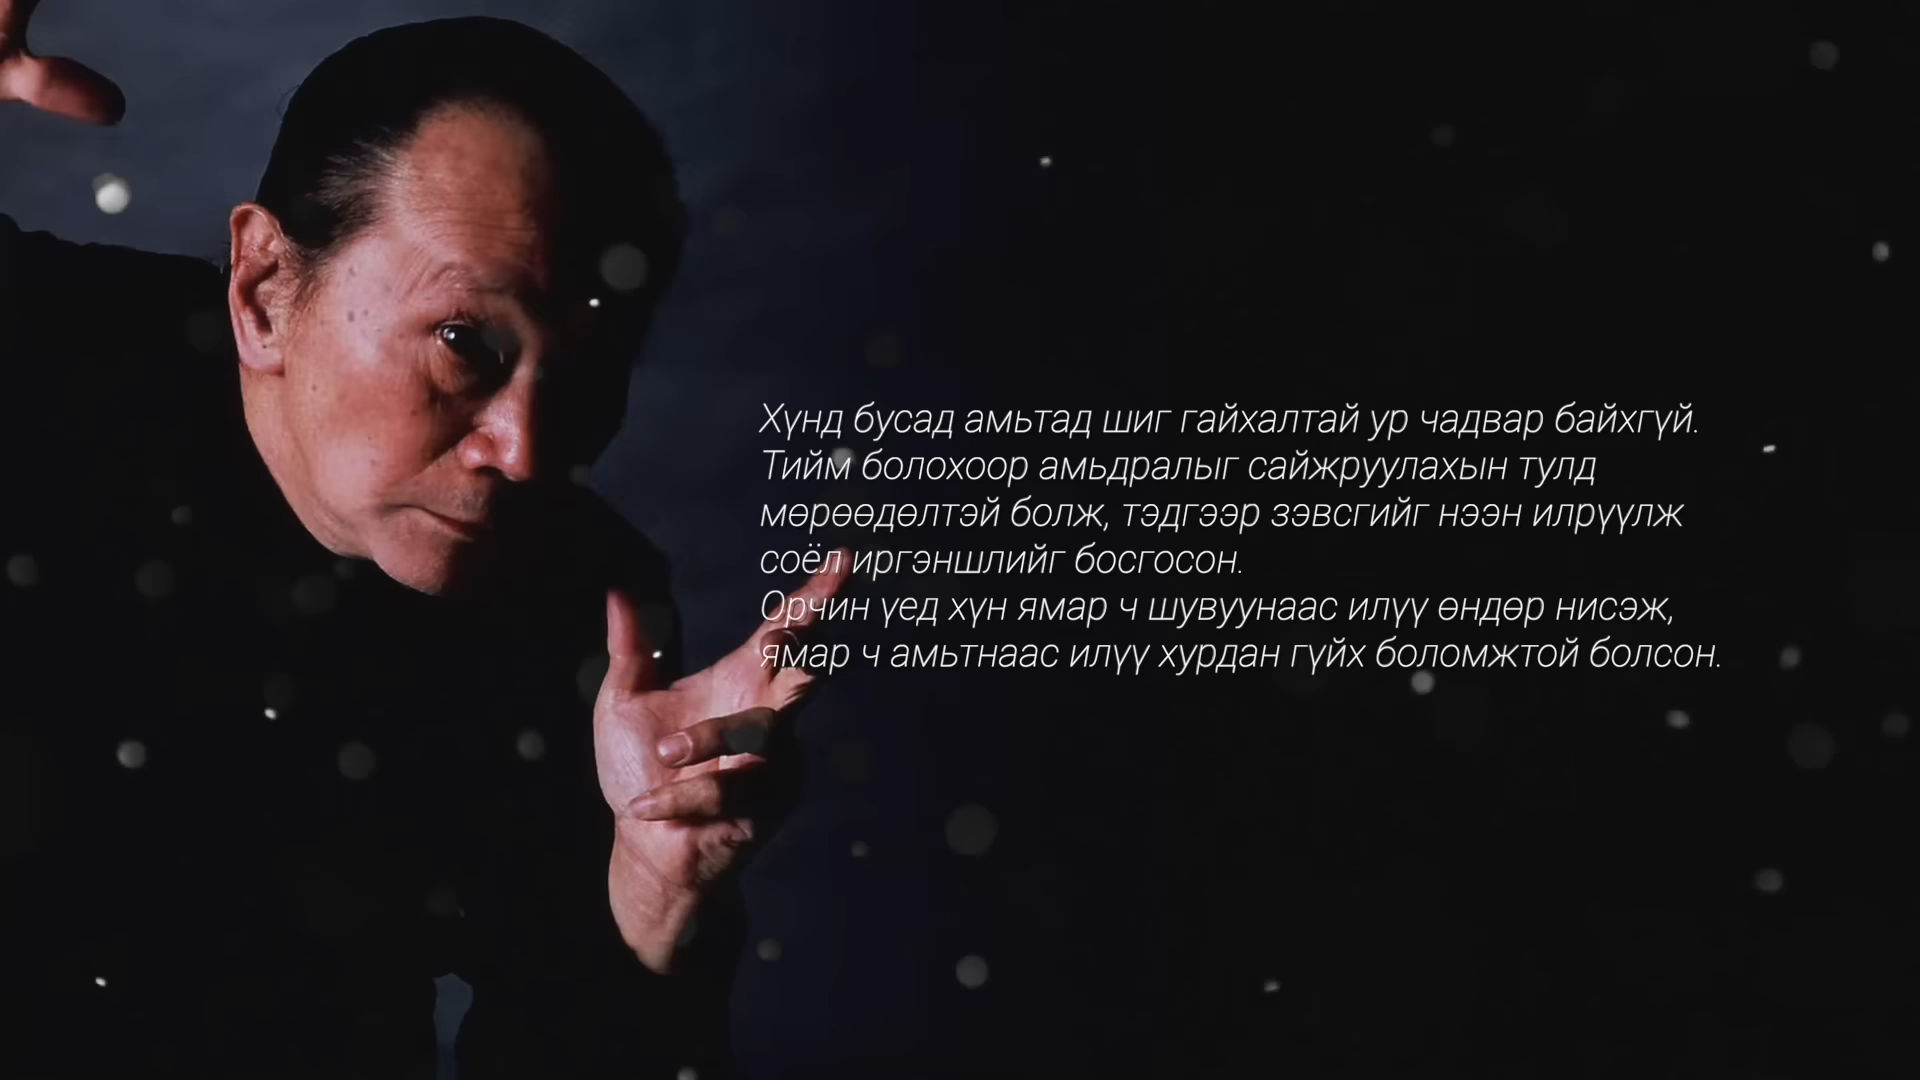 Хүнд бусад амьтад шиг гайхалтай ур чадвар байхгүй.
Тийм болохоор амьдралыг сайжруулахын тулд
мөрөөдөлтэй болж, тэдгээр зэвсгийг нээн илрүүлж
соёл иргэншлийг босгосон.
Орчин үед хүн ямар ч шувуунаас илүү өндөр нисэж,
ямар ч амьтнаас илүү хурдан гүйх боломжтой болсон.